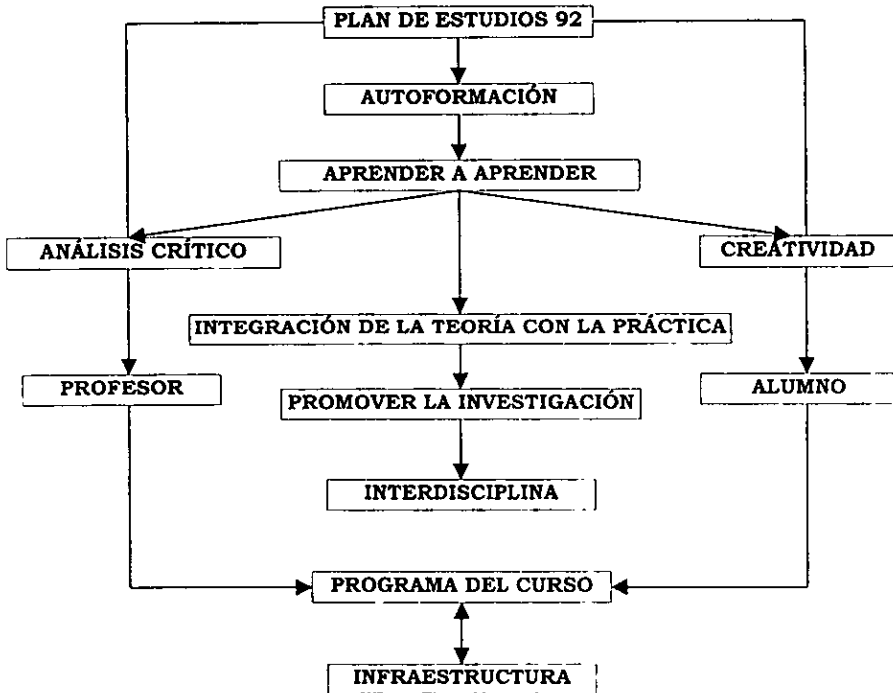 PLAN DE ESTUDIOS 92
AUTOFORMACIÓN
APRENDER A APRENDER
ANÁLISIS CRÍTICO
CREATIVIDAD
INTEGRACIÓN DE LA TEORÍA CON LA PRÁCTICA
PROFESOR
ALUMNO
PROMOVER LA INVESTIGACIÓN
INTERDISCIPLINA
PROGRAMA DEL CURSO
INFRAESTRUCTURA